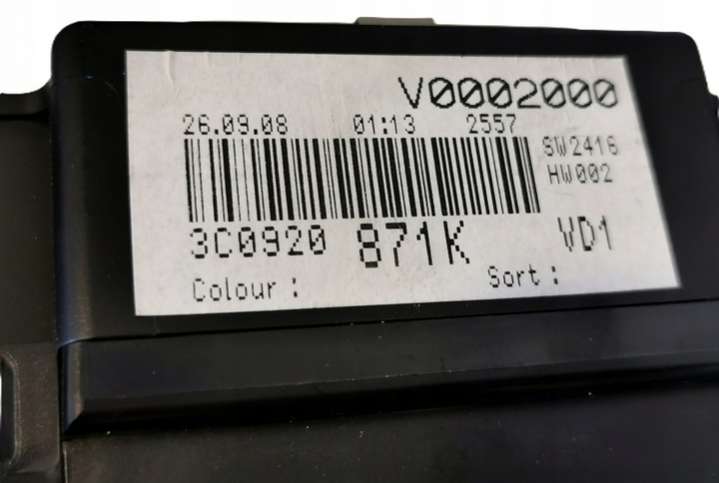 V0002000
26.09.08 01:13 2557
SW2416
HW002
3C0920 871K VD1
Colour : Sort :